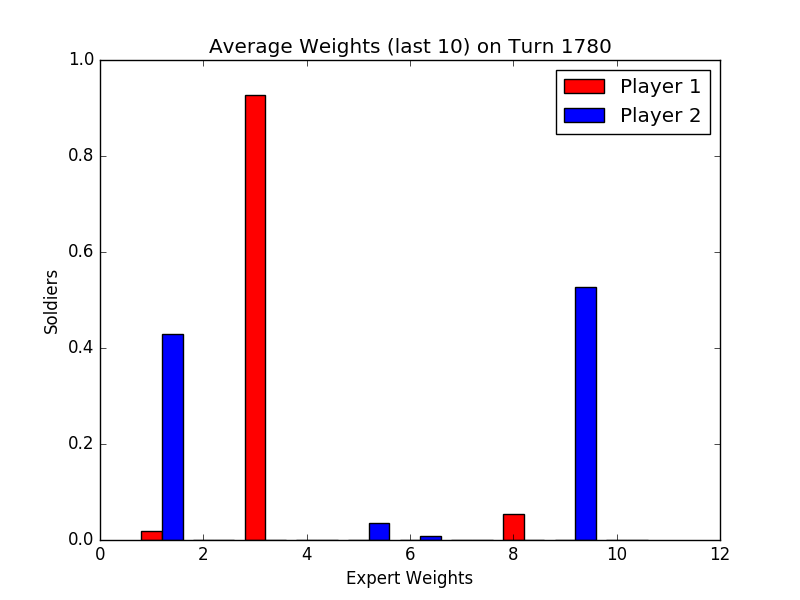 Average Weights (last 10) on Turn 1780
1.0
Player 1
Player 2
0.8
0.6
Soldiers
0.4
0.2
0.0
0 2 4 6 8 10 12
Expert Weights